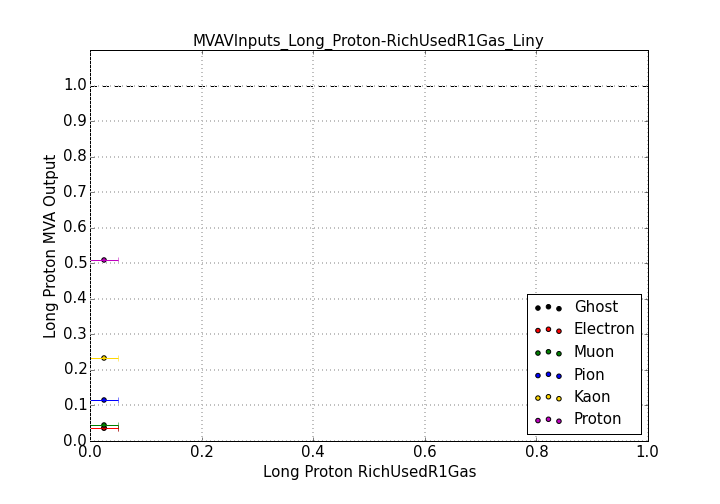 MVAVInputs_Long_Proton-RichUsedR1Gas_Liny
1.0
0.9
0.8
0.7
0.6
0.5
0.4
0.3
0.2
0.1
0.0
Long Proton MVA Output
Ghost
Electron
Muon
Pion
Kaon
Proton
0.0 0.2 0.4 0.6 0.8 1.0
Long Proton RichUsedR1Gas